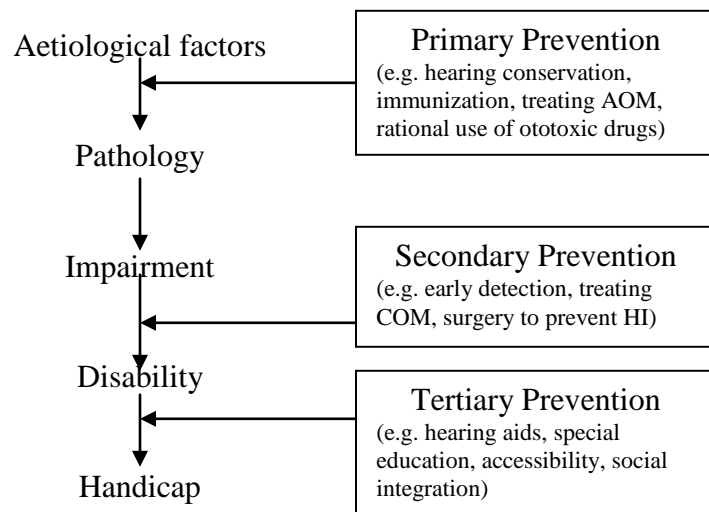 Aetiological factors
Pathology
Impairment
Disability
Handicap
Primary Prevention
(e.g. hearing conservation,
immunization, treating AOM,
rational use of ototoxic drugs)
Secondary Prevention
(e.g. early detection, treating
COM, surgery to prevent HI)
Tertiary Prevention
(e.g. hearing aids, special
education, accessibility, social
integration)